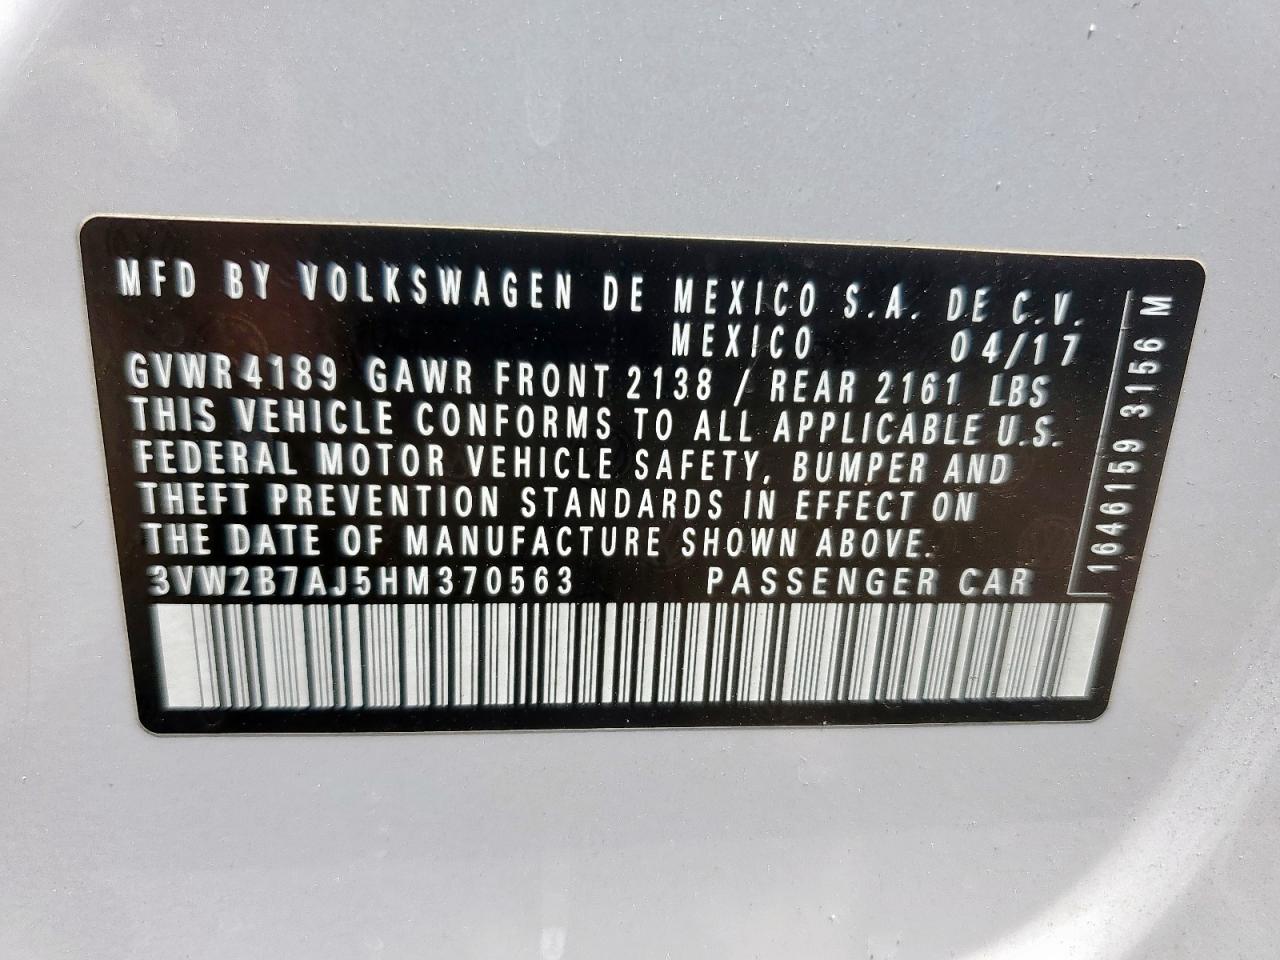 MFD BY VOLKSWAGEN DE MEXICO S.A. DE C.V.
MEXICO 04/17
GVWR 4189 GAWR FRONT 2138 / REAR 2161 LBS
THIS VEHICLE CONFORMS TO ALL APPLICABLE U.S.
FEDERAL MOTOR VEHICLE SAFETY, BUMPER AND
THEFT PREVENTION STANDARDS IN EFFECT ON
THE DATE OF MANUFACTURE SHOWN ABOVE.
3VW2B7AJ5HM370563 PASSENGER CAR
1646159 3156 M